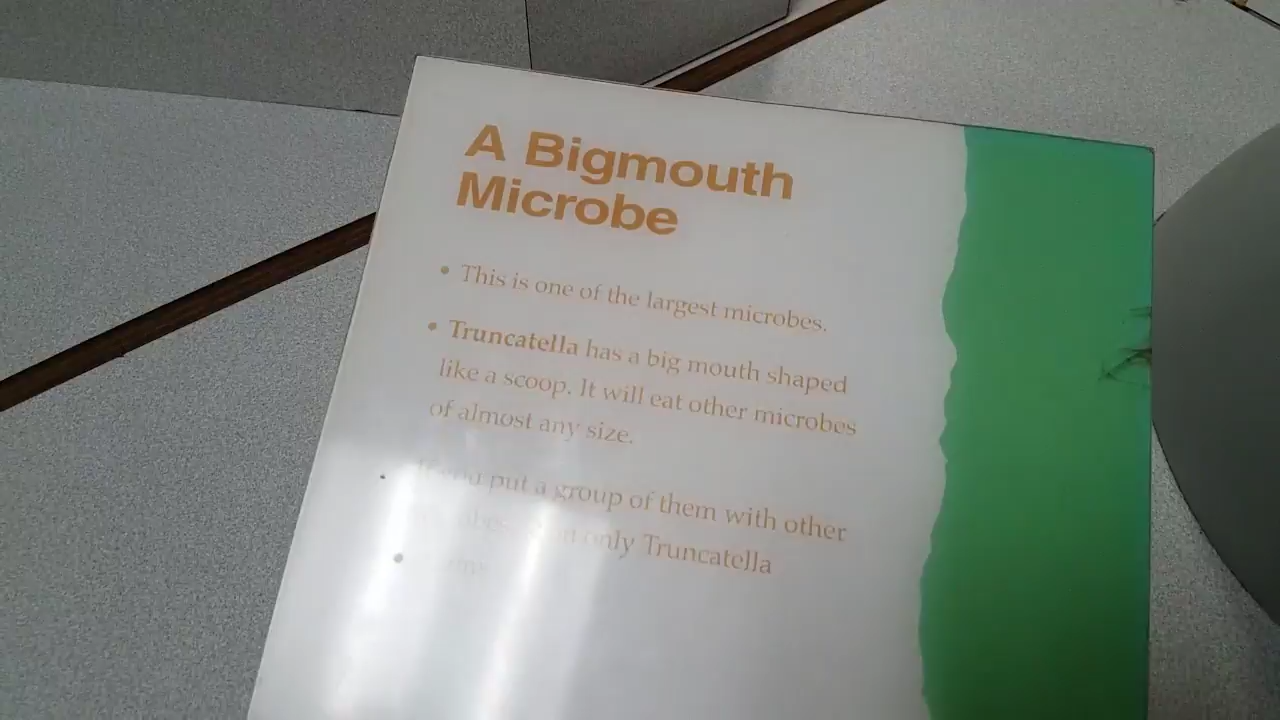 A Bigmouth
Microbe
• This is one of the largest microbes.
• Truncatella has a big mouth shaped
like a scoop. It will eat other microbes
of almost any size.
put a group of them with other
only Truncatella